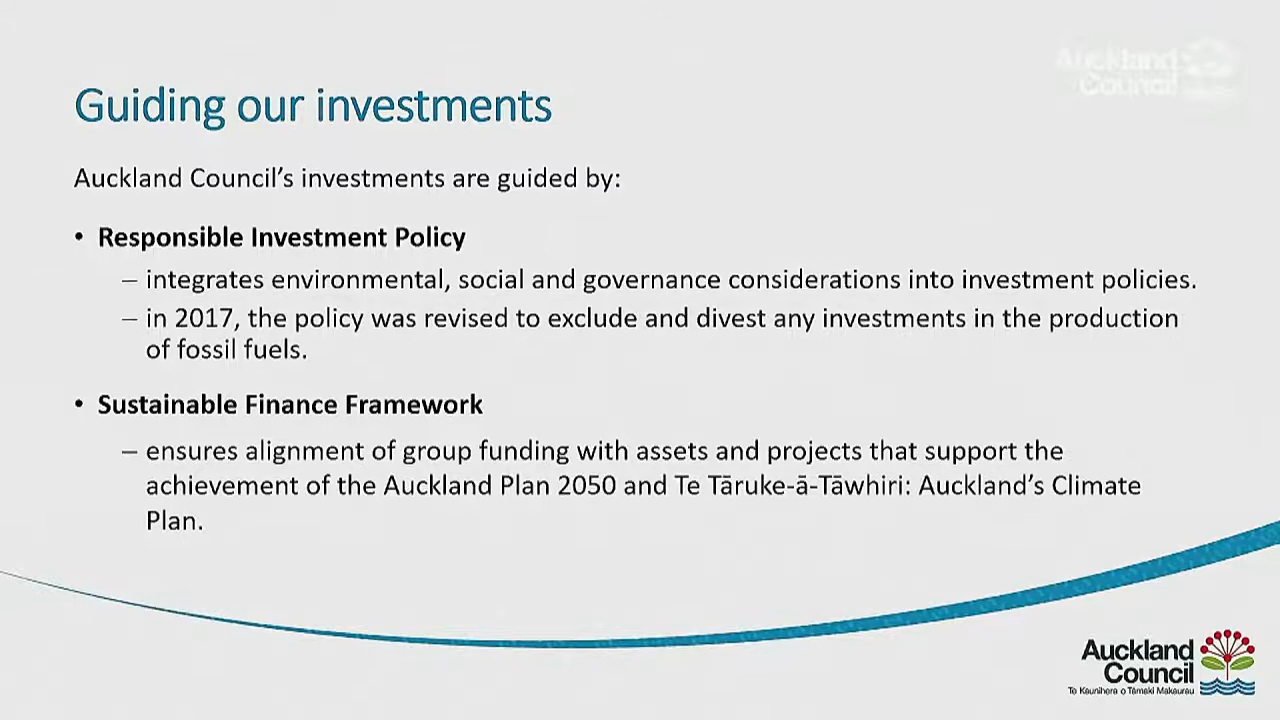 Auckland
Council
Guiding our investments
Auckland Council’s investments are guided by:
• Responsible Investment Policy
– integrates environmental, social and governance considerations into investment policies.
– in 2017, the policy was revised to exclude and divest any investments in the production
of fossil fuels.
• Sustainable Finance Framework
– ensures alignment of group funding with assets and projects that support the
achievement of the Auckland Plan 2050 and Te Tāruke-ā-Tāwhiri: Auckland’s Climate
Plan.
Auckland
Council
Te Kaunihera o Tāmaki Makaurau